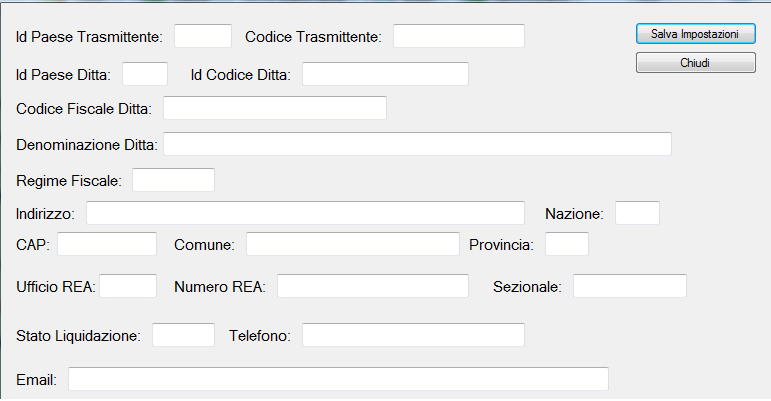 Id Paese Trasmittente: Codice Trasmittente: Salva Impostazioni
Chiudi
Id Paese Ditta: Id Codice Ditta:
Codice Fiscale Ditta:
Denominazione Ditta:
Regime Fiscale:
Indirizzo: Nazione:
CAP: Comune: Provincia:
Ufficio REA: Numero REA: Sezionale:
Stato Liquidazione: Telefono:
Email: